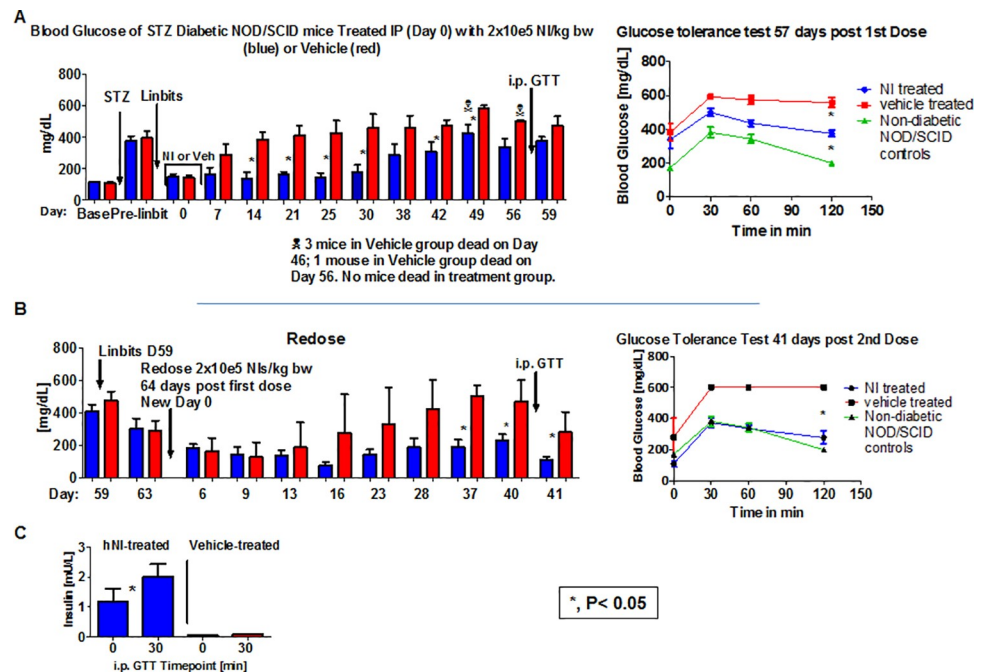 A
Blood Glucose of STZ Diabetic NOD/SCID mice Treated IP (Day 0) with 2x10e5 NI/kg bw
(blue) or Vehicle (red)
800
600
400
200
0
mg/dL
STZ
Linbits
NI or Veh
i.p. GTT
* * * * * * *
Day: Base Pre-linbit 0 7 14 21 25 30 38 42 49 56 59
3 mice in Vehicle group dead on Day
46; 1 mouse in Vehicle group dead on
Day 56. No mice dead in treatment group.
Glucose tolerance test 57 days post 1st Dose
Blood Glucose [mg/dL]
800
600
400
200
0
0 30 60 90 120 150
Time in min
*
*
NI treated
vehicle treated
Non-diabetic
NOD/SCID
controls
B
Redose
800
600
400
200
0
[mg/dL]
Linbits D59
Redose 2x10e5 NIs/kg bw
64 days post first dose
New Day 0
i.p. GTT
* * *
Day: 59 63 6 9 13 16 23 28 37 40 41
Glucose Tolerance Test 41 days post 2nd Dose
Blood Glucose [mg/dL]
800
600
400
200
0
0 30 60 90 120 150
Time in min
*
NI treated
vehicle treated
Non-diabetic
NOD/SCID
controls
C
hNI-treated Vehicle-treated
Insulin [mU/L]
3
2
1
0
*
0 30 0 30
i.p. GTT Timepoint [min]
*, P< 0.05